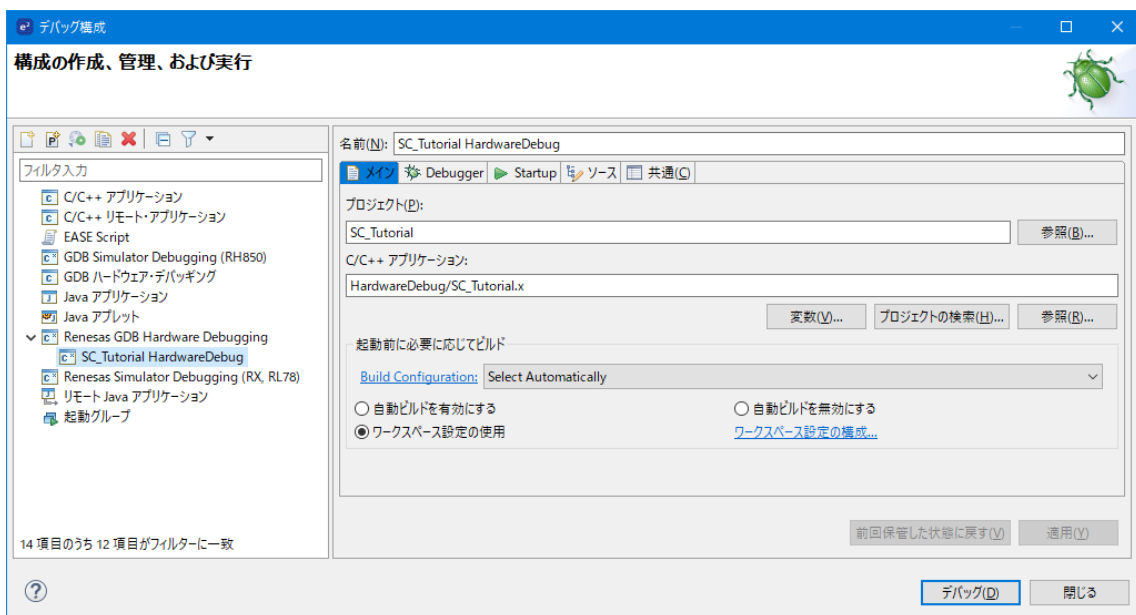 e² デバッグ構成
構成の作成、管理、および実行
フィルタ入力
C/C++ アプリケーション
C/C++ リモート・アプリケーション
EASE Script
GDB Simulator Debugging (RH850)
GDB ハードウェア・デバッギング
Java アプリケーション
Java アプレット
Renesas GDB Hardware Debugging
SC_Tutorial HardwareDebug
Renesas Simulator Debugging (RX, RL78)
リモート Java アプリケーション
起動グループ
14 項目のうち 12 項目がフィルターに一致
名前(N): SC_Tutorial HardwareDebug
メイン Debugger Startup ソース 共通(C)
プロジェクト(P):
SC_Tutorial 参照(B)...
C/C++ アプリケーション:
HardwareDebug/SC_Tutorial.x
変数(V)... プロジェクトの検索(H)... 参照(R)...
起動前に必要に応じてビルド
Build Configuration: Select Automatically
自動ビルドを有効にする 自動ビルドを無効にする
ワークスペース設定の使用 ワークスペース設定の構成...
前回保管した状態に戻す(V) 適用(Y)
? デバッグ(D) 閉じる